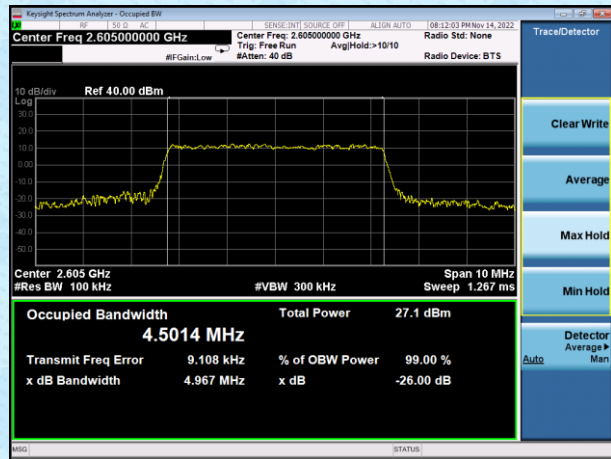 Keysight Spectrum Analyzer - Occupied BW
RF 50 Ω AC SENSE:INT SOURCE OFF ALIGN AUTO 08:12:03 PM Nov 14, 2022
Center Freq 2.605000000 GHz Center Freq: 2.605000000 GHz Radio Std: None Trace/Detector
Trig: Free Run Avg|Hold:>10/10
#IFGain:Low #Atten: 40 dB Radio Device: BTS
10 dB/div Ref 40.00 dBm
Log
30.0
20.0
10.0
0.00
-10.0
-20.0
-30.0
-40.0
-50.0
Center 2.605 GHz Span 10 MHz
#Res BW 100 kHz #VBW 300 kHz Sweep 1.267 ms
Occupied Bandwidth Total Power 27.1 dBm
4.5014 MHz
Transmit Freq Error 9.108 kHz % of OBW Power 99.00 %
x dB Bandwidth 4.967 MHz x dB -26.00 dB
Clear Write
Average
Max Hold
Min Hold
Detector
Average▶
Auto Man
MSG STATUS